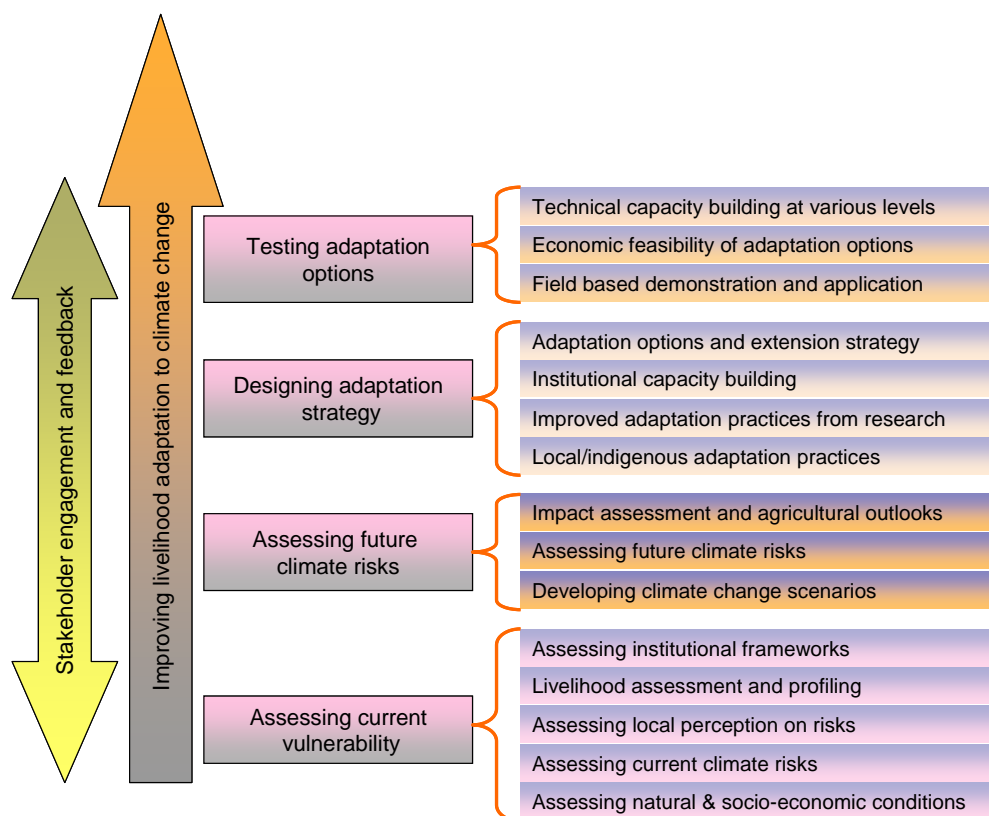 Stakeholder engagement and feedback
Improving livelihood adaptation to climate change
Testing adaptation
options
Technical capacity building at various levels
Economic feasibility of adaptation options
Field based demonstration and application
Designing adaptation
strategy
Adaptation options and extension strategy
Institutional capacity building
Improved adaptation practices from research
Local/indigenous adaptation practices
Assessing future
climate risks
Impact assessment and agricultural outlooks
Assessing future climate risks
Developing climate change scenarios
Assessing current
vulnerability
Assessing institutional frameworks
Livelihood assessment and profiling
Assessing local perception on risks
Assessing current climate risks
Assessing natural & socio-economic conditions